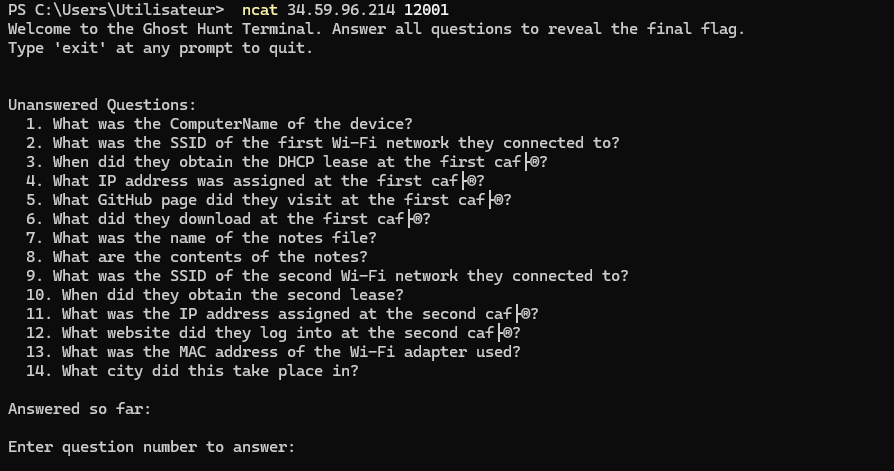 PS C:\Users\Utilisateur>  ncat 34.59.96.214 12001
Welcome to the Ghost Hunt Terminal. Answer all questions to reveal the final flag.
Type 'exit' at any prompt to quit.
Unanswered Questions:
1. What was the ComputerName of the device?
2. What was the SSID of the first Wi-Fi network they connected to?
3. When did they obtain the DHCP lease at the first caf├®?
4. What IP address was assigned at the first caf├®?
5. What GitHub page did they visit at the first caf├®?
6. What did they download at the first caf├®?
7. What was the name of the notes file?
8. What are the contents of the notes?
9. What was the SSID of the second Wi-Fi network they connected to?
10. When did they obtain the second lease?
11. What was the IP address assigned at the second caf├®?
12. What website did they log into at the second caf├®?
13. What was the MAC address of the Wi-Fi adapter used?
14. What city did this take place in?
Answered so far:
Enter question number to answer: